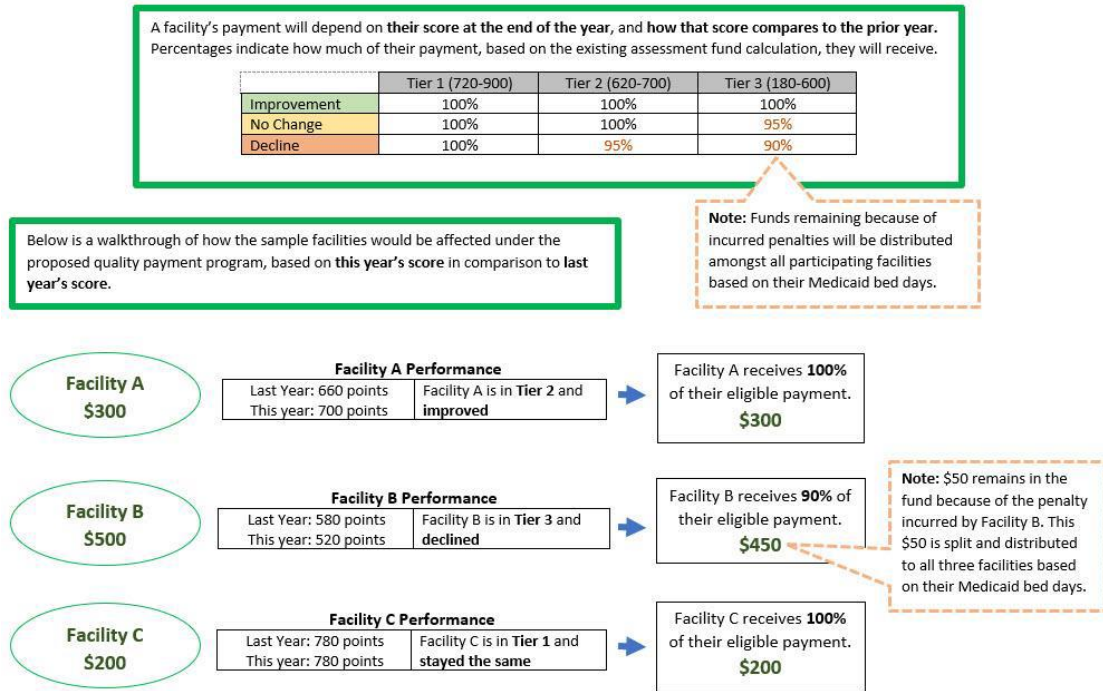 A facility's payment will depend on their score at the end of the year, and how that score compares to the prior year.
Percentages indicate how much of their payment, based on the existing assessment fund calculation, they will receive.
Tier 1 (720-900) Tier 2 (620-700) Tier 3 (180-600)
Improvement 100% 100% 100%
No Change 100% 100% 95%
Decline 100% 95% 90%
Note: Funds remaining because of
incurred penalties will be distributed
amongst all participating facilities
based on their Medicaid bed days.
Below is a walkthrough of how the sample facilities would be affected under the
proposed quality payment program, based on this year's score in comparison to last
year's score.
Facility A
$300
Facility A Performance
Last Year: 660 points
This year: 700 points
Facility A is in Tier 2 and
improved
Facility A receives 100%
of their eligible payment.
$300
Facility B
$500
Facility B Performance
Last Year: 580 points
This year: 520 points
Facility B is in Tier 3 and
declined
Facility B receives 90% of
their eligible payment.
$450
Note: $50 remains in the
fund because of the penalty
incurred by Facility B. This
$50 is split and distributed
to all three facilities based
on their Medicaid bed days.
Facility C
$200
Facility C Performance
Last Year: 780 points
This year: 780 points
Facility C is in Tier 1 and
stayed the same
Facility C receives 100%
of their eligible payment.
$200